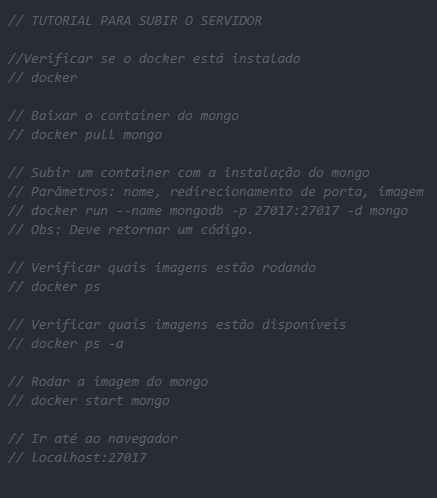 // TUTORIAL PARA SUBIR O SERVIDOR
//Verificar se o docker está instalado
// docker
// Baixar o container do mongo
// docker pull mongo
// Subir um container com a instalação do mongo
// Parâmetros: nome, redirecionamento de porta, imagem
// docker run --name mongodb -p 27017:27017 -d mongo
// Obs: Deve retornar um código.
// Verificar quais imagens estão rodando
// docker ps
// Verificar quais imagens estão disponíveis
// docker ps -a
// Rodar a imagem do mongo
// docker start mongo
// Ir até ao navegador
// localhost:27017